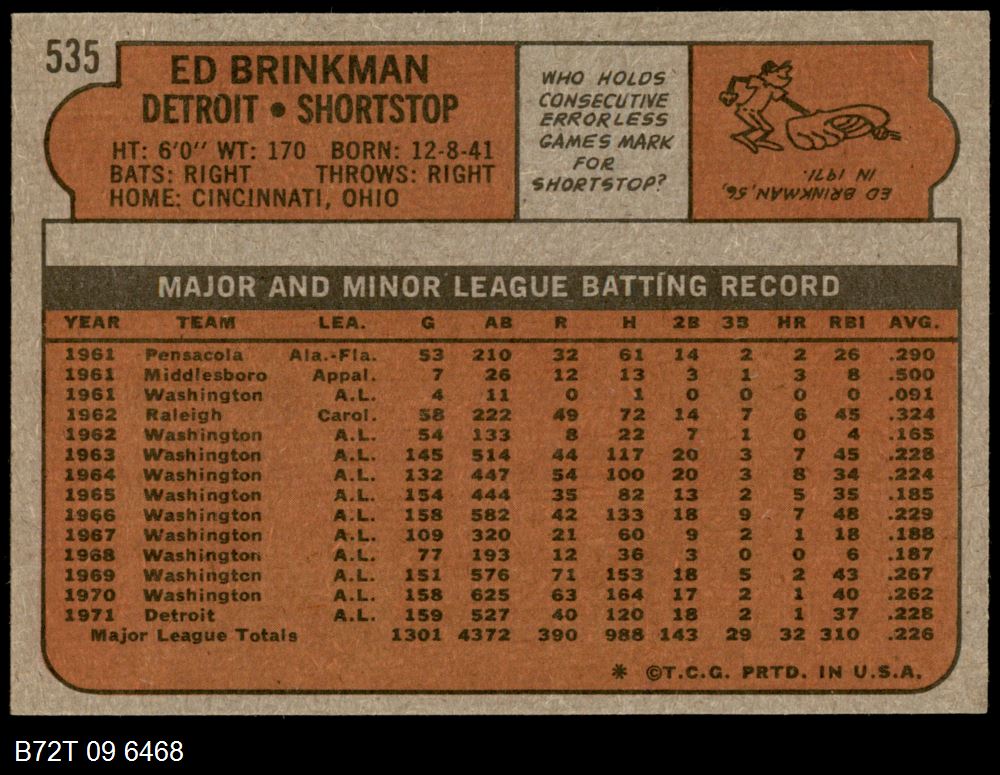 535
ED BRINKMAN
DETROIT • SHORTSTOP
HT: 6'0" WT: 170 BORN: 12-8-41
BATS: RIGHT THROWS: RIGHT
HOME: CINCINNATI, OHIO
WHO HOLDS
CONSECUTIVE
ERRORLESS
GAMES MARK
FOR
SHORTSTOP?
ED BRINKMAN, 56,
IN 1971.
MAJOR AND MINOR LEAGUE BATTING RECORD
YEAR TEAM LEA. G AB R H 2B 3B HR RBI AVG.
1961 Pensacola Ala.-Fla. 53 210 32 61 14 2 2 26 .290
1961 Middlesboro Appal. 7 26 12 13 3 1 3 8 .500
1961 Washington A.L. 4 11 0 1 0 0 0 0 .091
1962 Raleigh Carol. 58 222 49 72 14 7 6 45 .324
1962 Washington A.L. 54 133 8 22 7 1 0 4 .165
1963 Washington A.L. 145 514 44 117 20 3 7 45 .228
1964 Washington A.L. 132 447 54 100 20 3 8 34 .224
1965 Washington A.L. 154 444 35 82 13 2 5 35 .185
1966 Washington A.L. 158 582 42 133 18 9 7 48 .229
1967 Washington A.L. 109 320 21 60 9 2 1 18 .188
1968 Washington A.L. 77 193 12 36 3 0 0 6 .187
1969 Washington A.L. 151 576 71 153 18 5 2 43 .267
1970 Washington A.L. 158 625 63 164 17 2 1 40 .262
1971 Detroit A.L. 159 527 40 120 18 2 1 37 .228
Major League Totals 1301 4372 390 988 143 29 32 310 .226
* ©T.C.G. PRTD. IN U.S.A.
B72T 09 6468